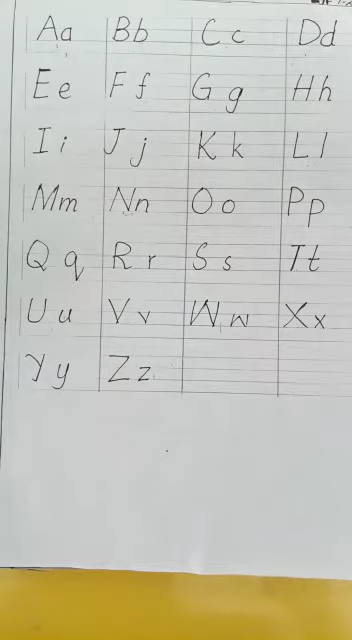 Aa Bb Cc Dd
Ee Ff Gg Hh
Ii Jj Kk Ll
Mm Nn Oo Pp
Qq Rr Ss Tt
Uu Vv Ww Xx
Yy Zz